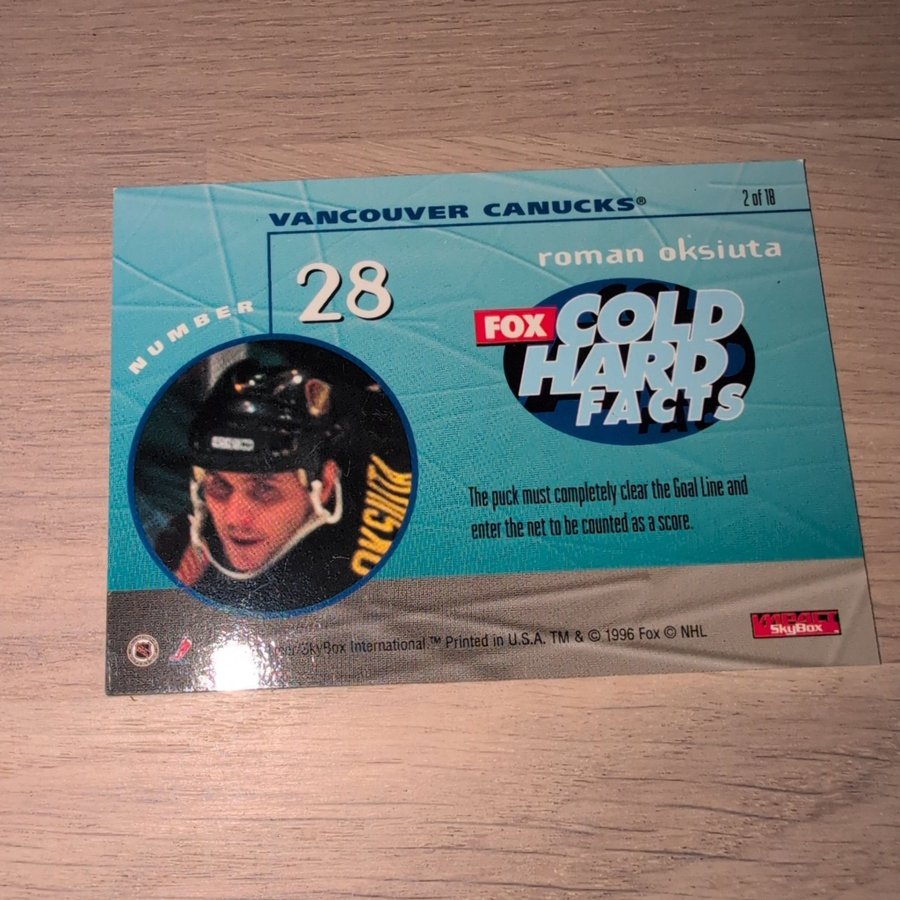 VANCOUVER CANUCKS®
2 of 18
roman oksiuta
NUMBER 28
FOX COLD
HARD
FACTS
The puck must completely clear the Goal Line and
enter the net to be counted as a score.
SkyBox International.™ Printed in U.S.A. TM & © 1996 Fox © NHL
IMPACT
SkyBox